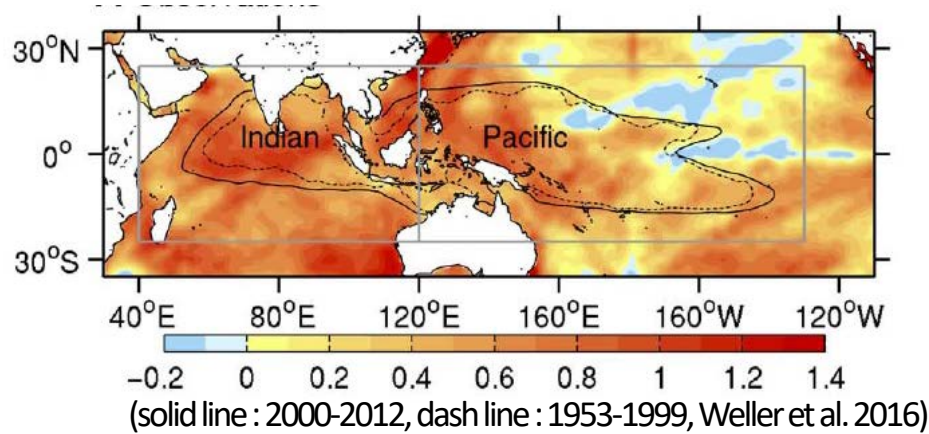 30°N
0°
30°S
Indian
Pacific
40°E 80°E 120°E 160°E 160°W 120°W
−0.2 0 0.2 0.4 0.6 0.8 1 1.2 1.4
(solid line : 2000-2012, dash line : 1953-1999, Weller et al. 2016)